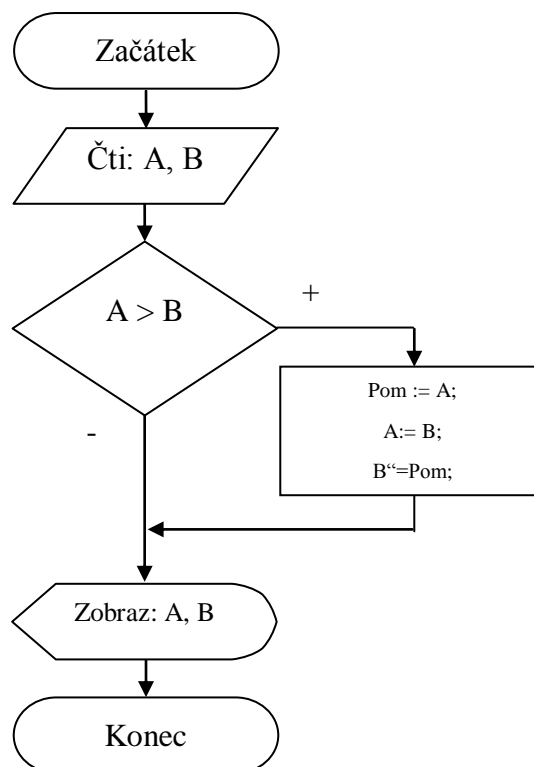 Začátek
Čti: A, B
A > B
+
Pom := A;
A:= B;
B“=Pom;
-
Zobraz: A, B
Konec